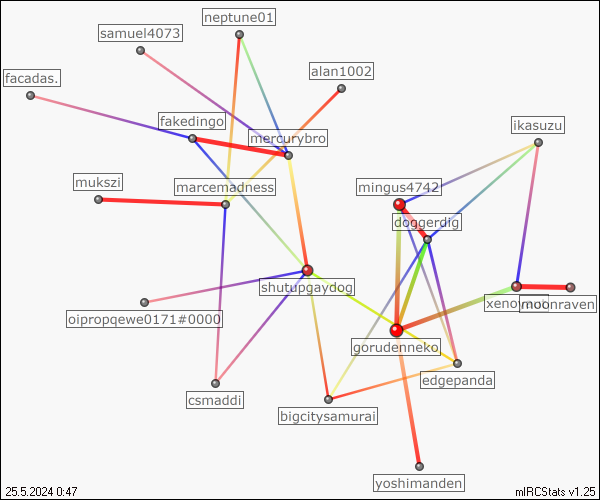 neptune01
samuel4073
alan1002
facadas.
fakedingo
ikasuzu
mercurybro
mukszi
marcemadness
mingus4742
doggerdig
shutupgaydog
moonraven
oipropqewe0171#0000
gorudenneko
edgepanda
csmaddi
bigcitysamurai
yoshimanden
25.5.2024 0:47
mIRCStats v1.25